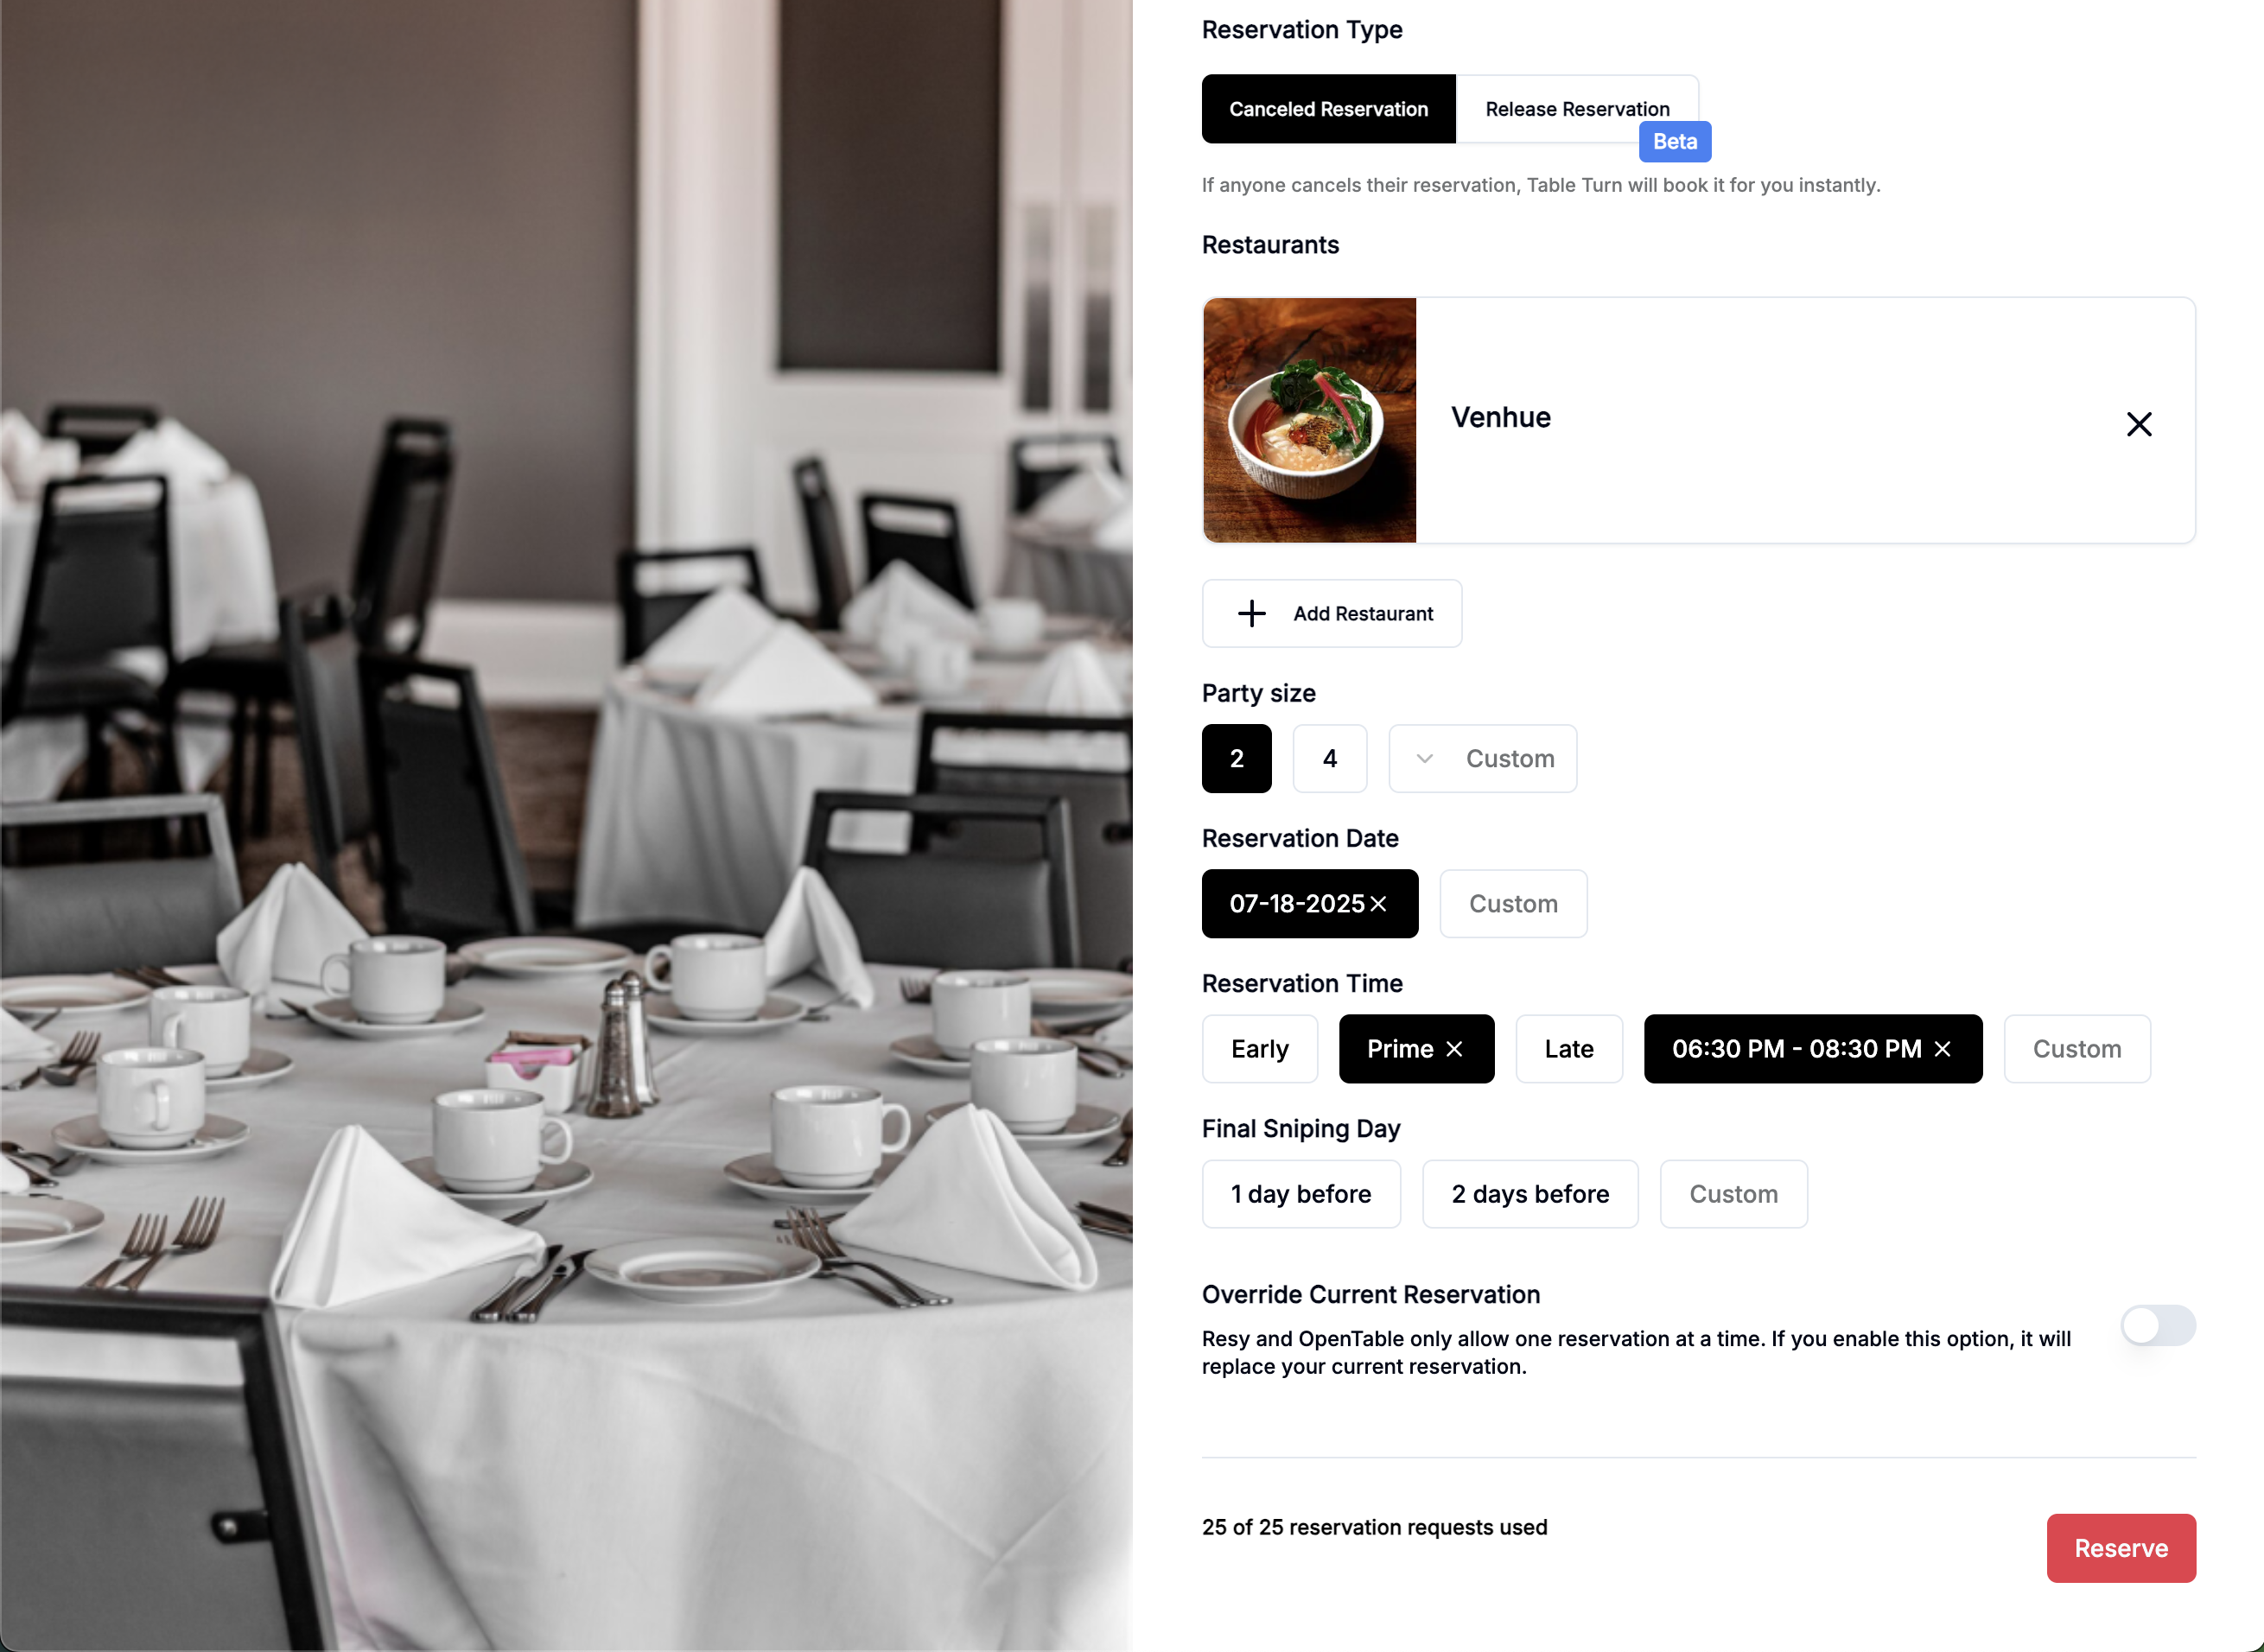 Reservation Type
Canceled Reservation
Release Reservation
Beta
If anyone cancels their reservation, Table Turn will book it for you instantly.
Restaurants
Venhue
Add Restaurant
Party size
2
4
Custom
Reservation Date
07-18-2025
Custom
Reservation Time
Early
Prime
Late
06:30 PM - 08:30 PM
Custom
Final Sniping Day
1 day before
2 days before
Custom
Override Current Reservation
Resy and OpenTable only allow one reservation at a time. If you enable this option, it will
replace your current reservation.
25 of 25 reservation requests used
Reserve